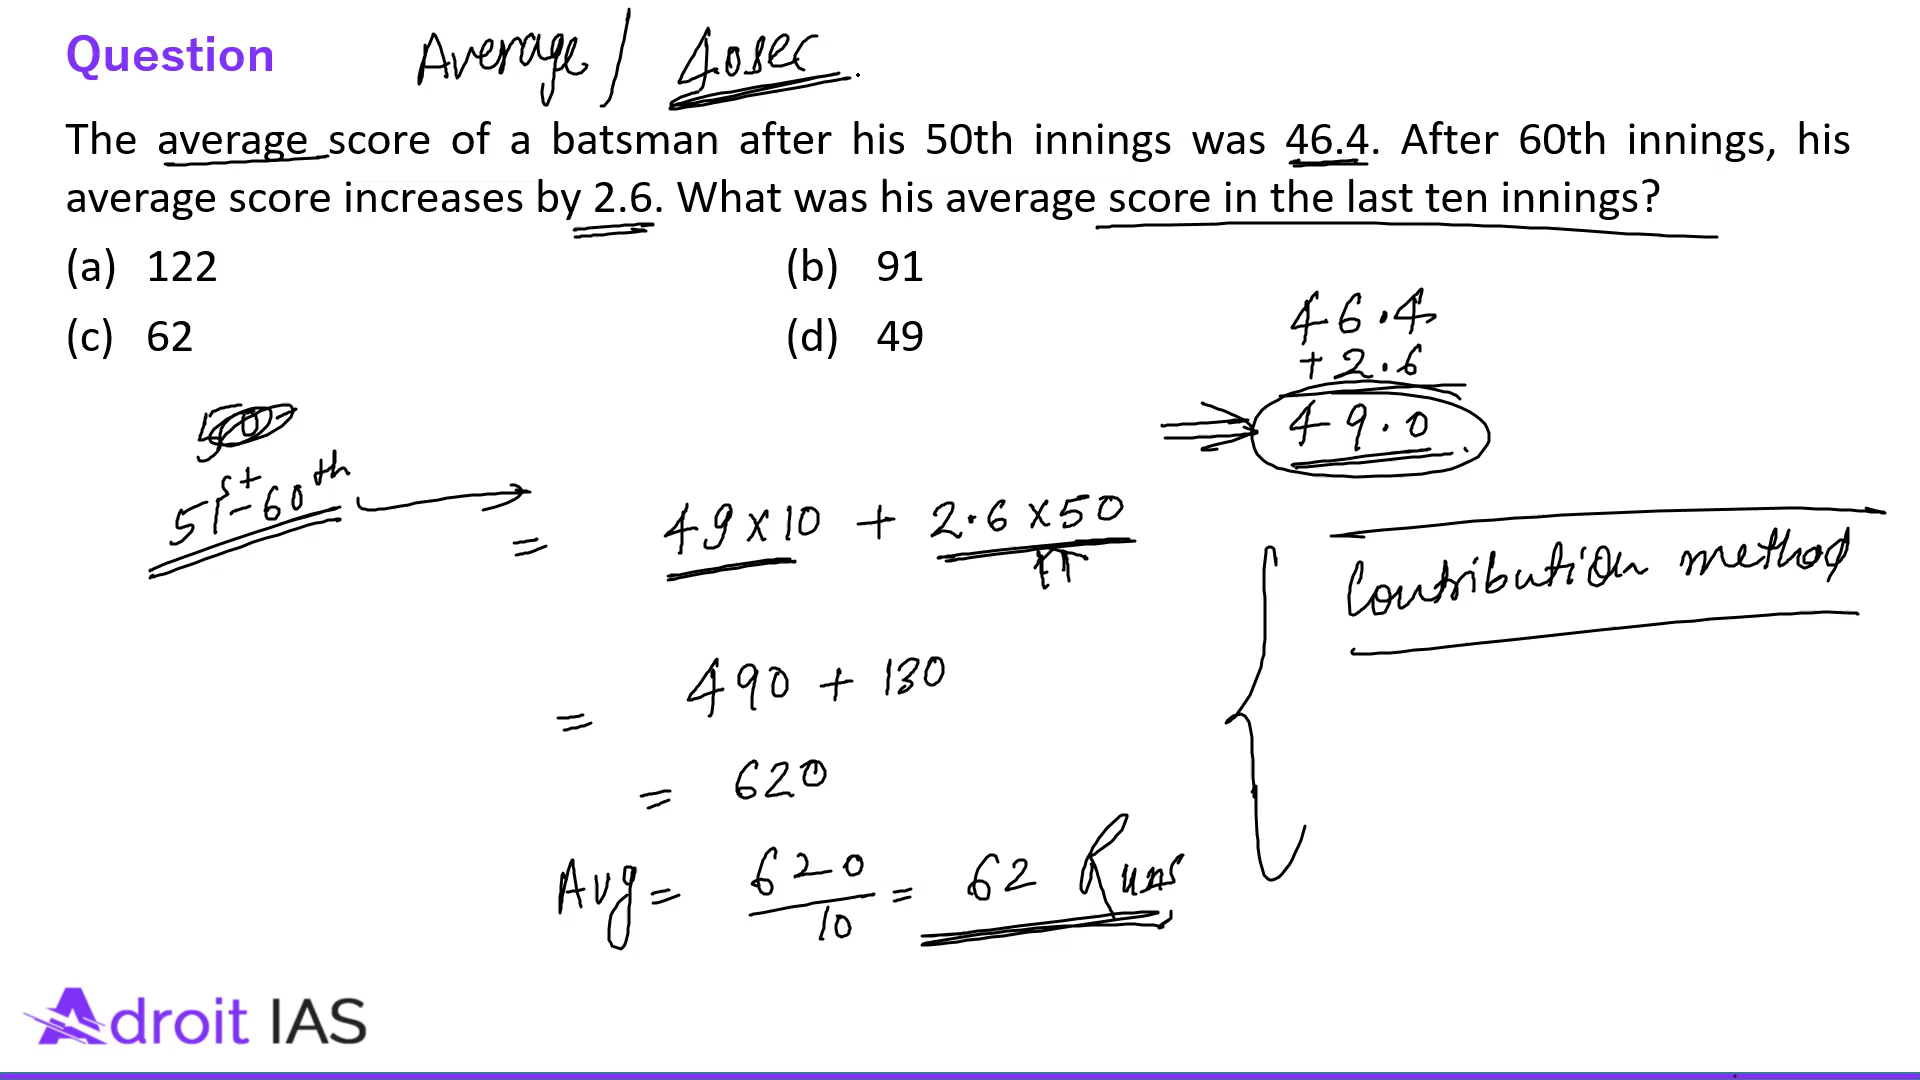 Question
Average / 40sec.
The average score of a batsman after his 50th innings was 46.4. After 60th innings, his
average score increases by 2.6. What was his average score in the last ten innings?
(a) 122
(b) 91
(c) 62
(d) 49
46.4
+ 2.6
49.0
50
51st-60th
= 49 x 10 + 2.6 x 50
Contribution method
= 490 + 130
= 620
Avg = 620/10 = 62 Runs
Adroit IAS